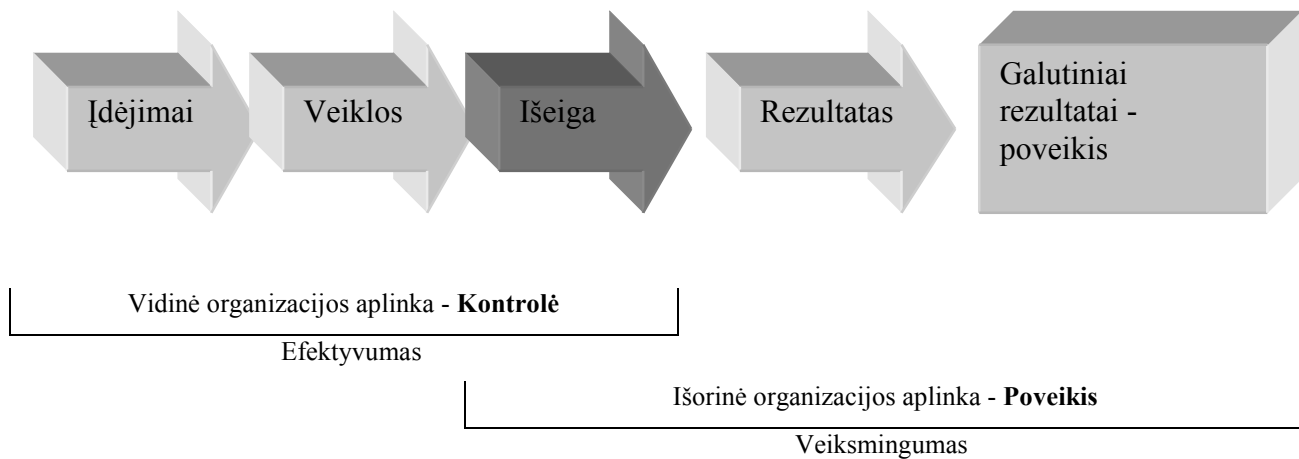 Įdėjimai
Veiklos
Išeiga
Rezultatas
Galutiniai
rezultatai -
poveikis
Vidinė organizacijos aplinka - Kontrolė
Efektyvumas
Išorinė organizacijos aplinka - Poveikis
Veiksmingumas